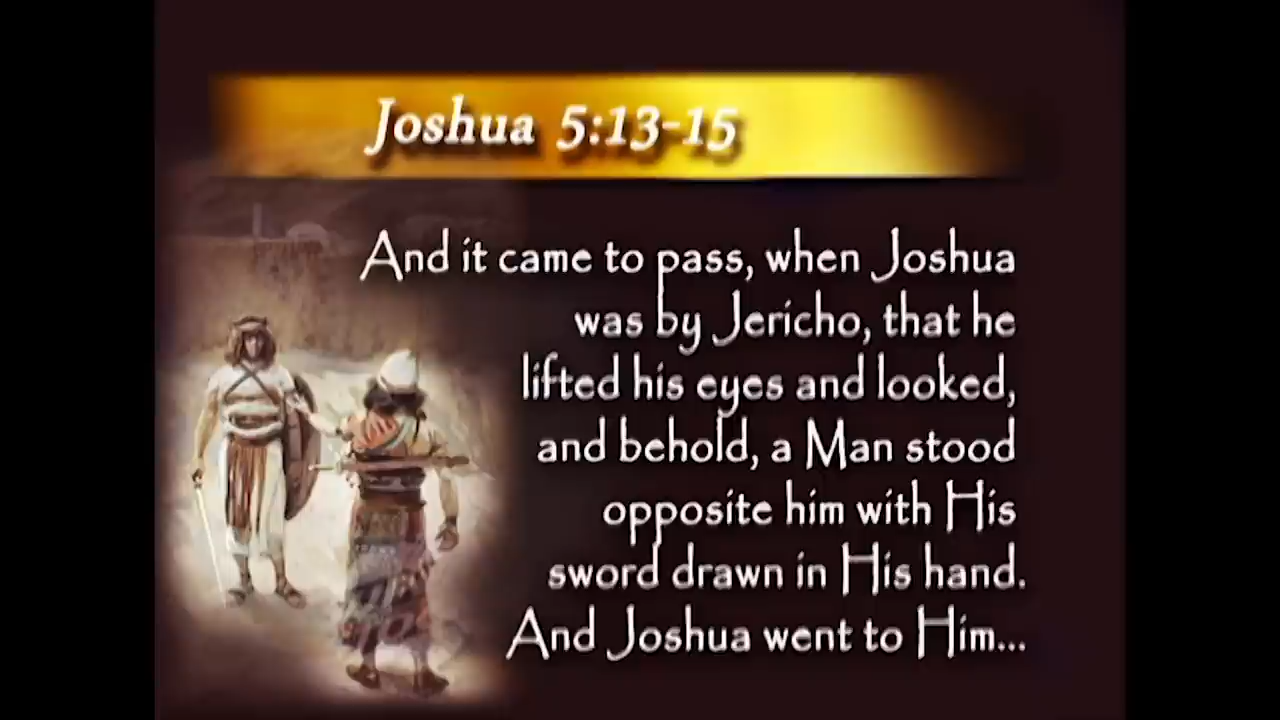 Joshua 5:13-15
And it came to pass, when Joshua
was by Jericho, that he
lifted his eyes and looked,
and behold, a Man stood
opposite him with His
sword drawn in His hand.
And Joshua went to Him...